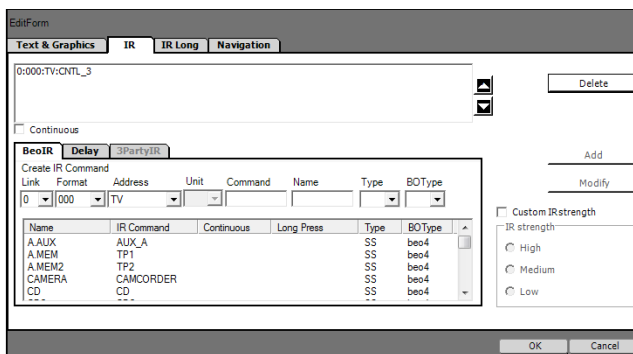 EditForm
Text & Graphics IR IR Long Navigation
0:000:TV:CNTL_3
Delete
Continuous
BeoIR Delay 3PartyIR
Add
Create IR Command
Link Format Address Unit Command Name Type BOType
Modify
0 000 TV
Custom IRstrength
Name IR Command Continuous Long Press Type BOType
IR strength
A.AUX AUX_A SS beo4
High
A.MEM TP1 SS beo4
A.MEM2 TP2 SS beo4
Medium
CAMERA CAMCORDER SS beo4
CD CD SS beo4
Low
OK Cancel